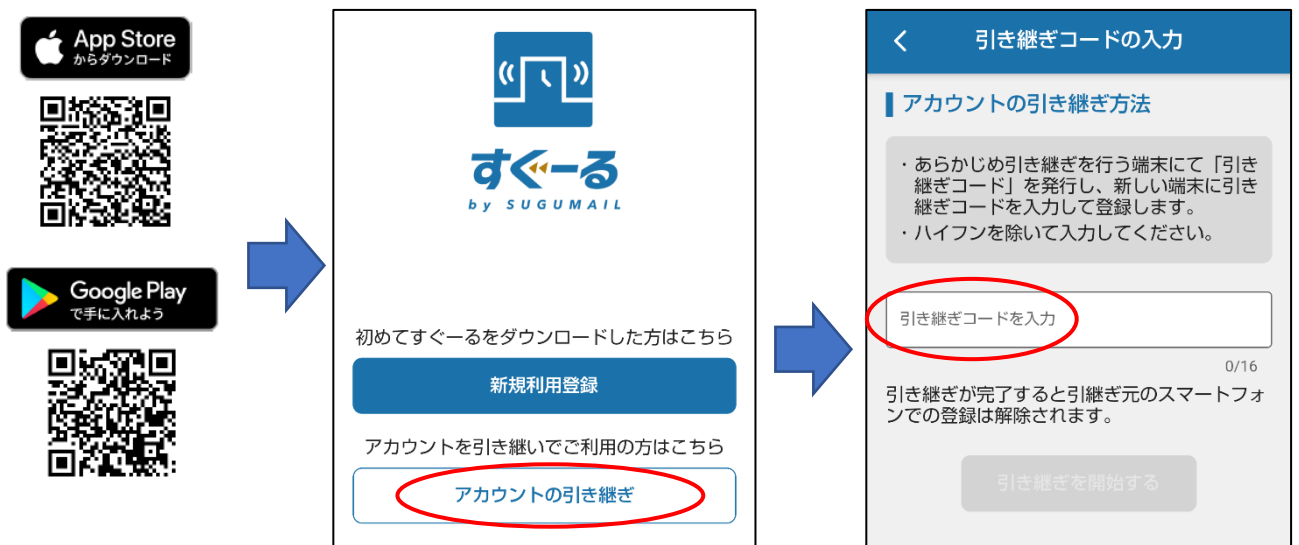 App Store
からダウンロード
Google Play
で手に入れよう
すぐーる
by SUGUMAIL
初めてすぐーるをダウンロードした方はこちら
新規利用登録
アカウントを引き継いでご利用の方はこちら
アカウントの引き継ぎ
引き継ぎコードの入力
アカウントの引き継ぎ方法
・あらかじめ引き継ぎを行う端末にて「引き
継ぎコード」を発行し、新しい端末に引き
継ぎコードを入力して登録します。
・ハイフンを除いて入力してください。
引き継ぎコードを入力
0/16
引き継ぎが完了すると引継ぎ元のスマートフォ
ンでの登録は解除されます。
引き継ぎを開始する